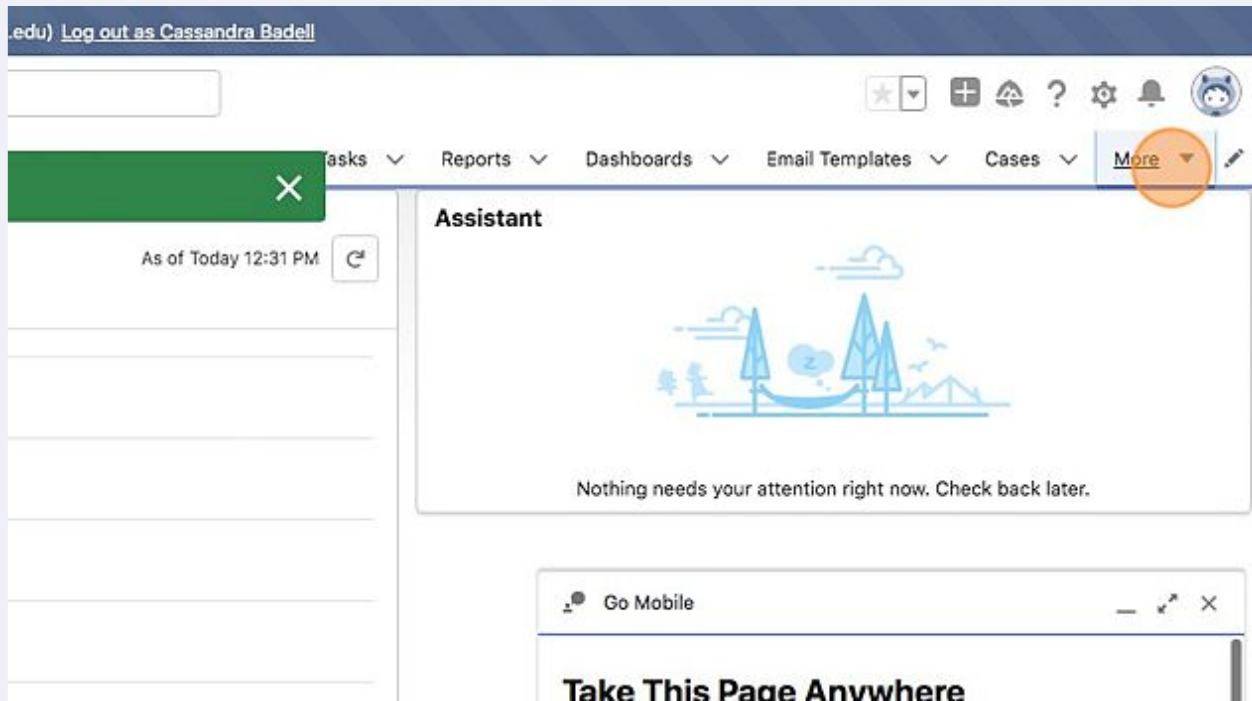 .edu) Log out as Cassandra Badell
Tasks Reports Dashboards Email Templates Cases More
Assistant
As of Today 12:31 PM
z
Nothing needs your attention right now. Check back later.
Go Mobile
Take This Page Anywhere